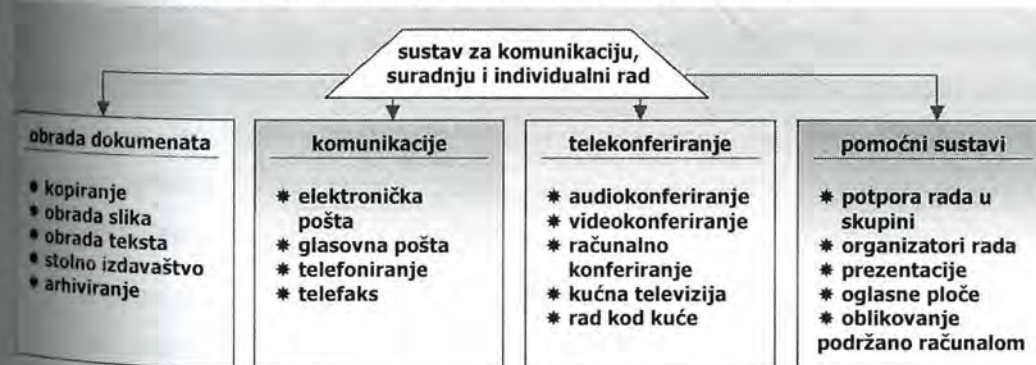 sustav za komunikaciju,
suradnju i individualni rad
obrada dokumenata
* kopiranje
* obrada slika
* obrada teksta
* stolno izdavaštvo
* arhiviranje
komunikacije
* elektronička
pošta
* glasovna pošta
* telefoniranje
* telefaks
telekonferiranje
* audiokonferiranje
* videokonferiranje
* računalno
konferiranje
* kućna televizija
* rad kod kuće
pomoćni sustavi
* potpora rada u
skupini
* organizatori rada
* prezentacije
* oglasne ploče
* oblikovanje
podržano računalom